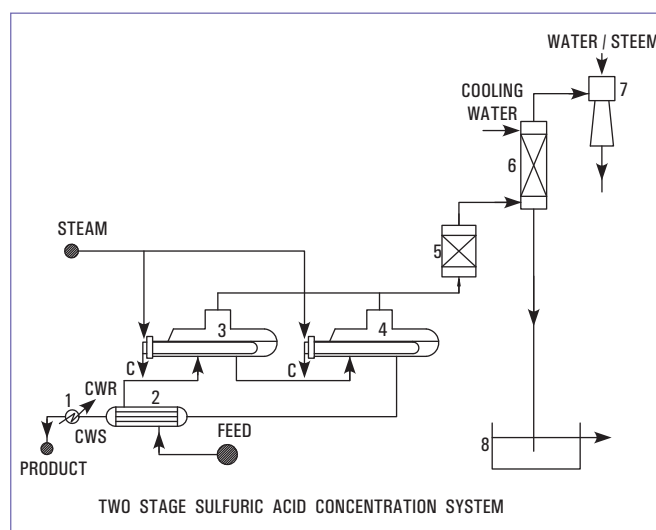 WATER / STEEM
COOLING
WATER
7
6
STEAM
5
3
4
C
C
1
CWR
2
CWS
FEED
8
PRODUCT
TWO STAGE SULFURIC ACID CONCENTRATION SYSTEM